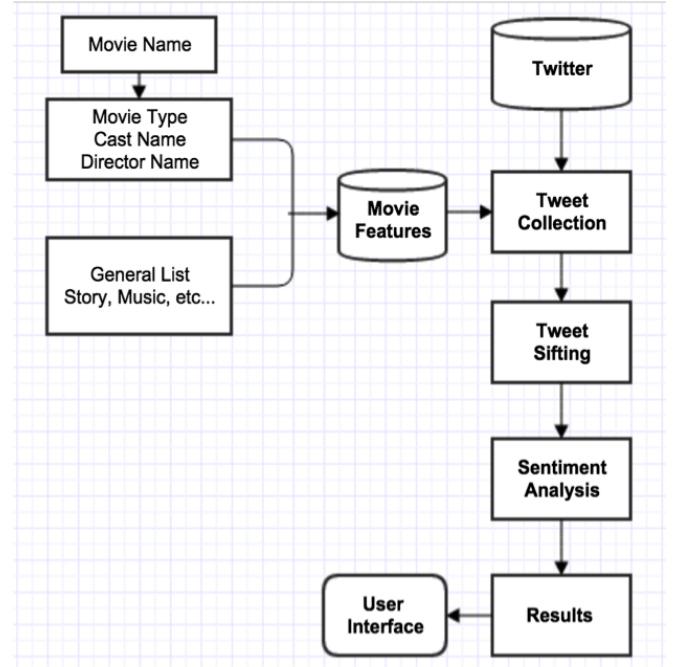 Movie Name
Twitter
Movie Type
Cast Name
Director Name
Movie
Features
Tweet
Collection
General List
Story, Music, etc...
Tweet
Sifting
Sentiment
Analysis
User
Interface
Results